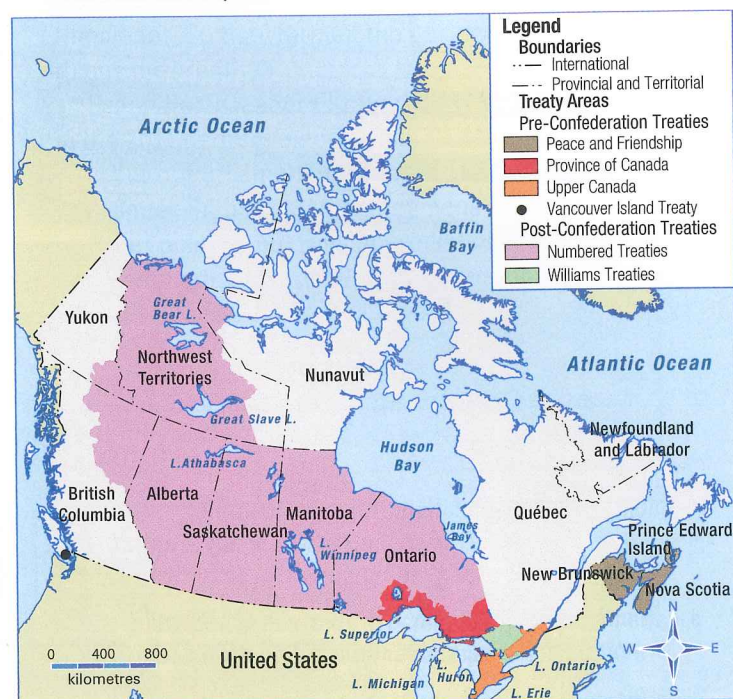 Legend
Boundaries
International
Provincial and Territorial
Treaty Areas
Pre-Confederation Treaties
Peace and Friendship
Province of Canada
Upper Canada
Vancouver Island Treaty
Post-Confederation Treaties
Numbered Treaties
Williams Treaties
Arctic Ocean
Baffin
Bay
Yukon
Great
Bear L.
Northwest
Territories
Nunavut
Atlantic Ocean
Great Slave L.
Newfoundland
and Labrador
Hudson
Bay
L.Athabasca
British
Columbia
Alberta
Saskatchewan
Manitoba
L.
Winnipeg
Ontario
James
Bay
Québec
Prince Edward
Island
New Brunswick
Nova Scotia
N
W
E
S
L. Superior
United States
L. Michigan
L.
Huron
L. Ontario
L. Erie
0 400 800
kilometres